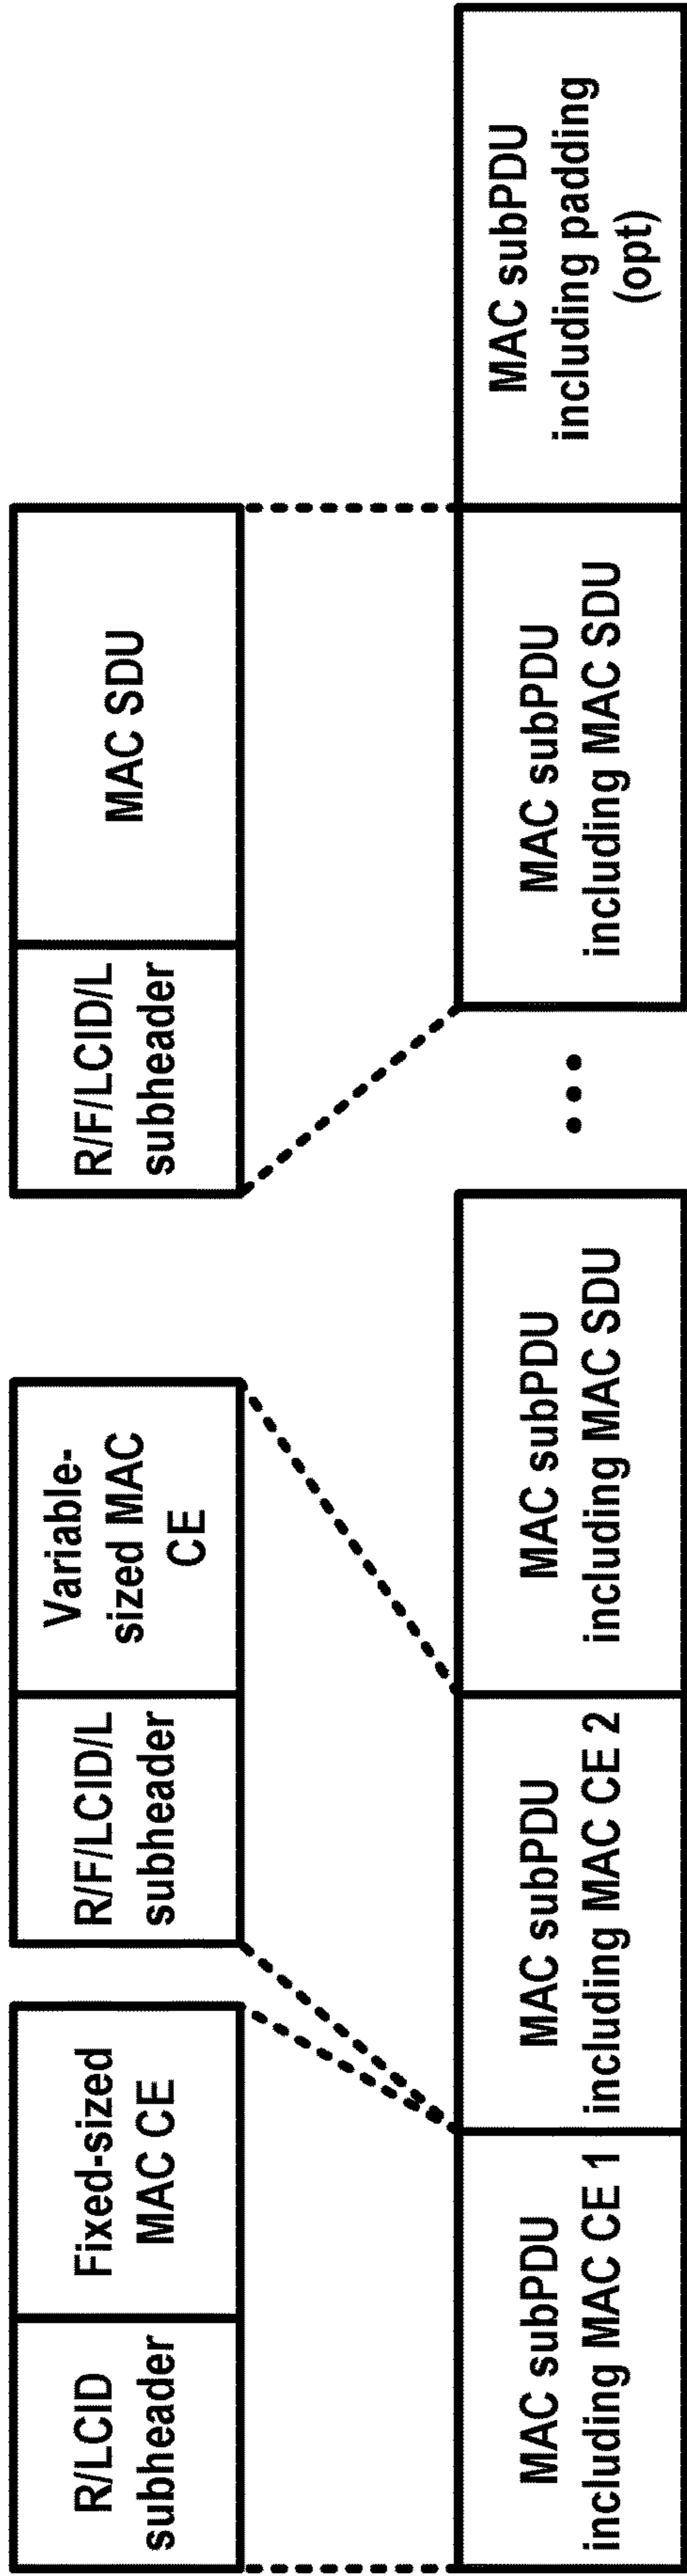 R/LCID
subheader
Fixed-sized
MAC CE
R/F/LCID/L
subheader
Variable-
sized MAC
CE
R/F/LCID/L
subheader
MAC SDU
MAC subPDU
including MAC CE 1
MAC subPDU
including MAC CE 2
MAC subPDU
including MAC SDU
•••
MAC subPDU
including MAC SDU
MAC subPDU
including padding
(opt)